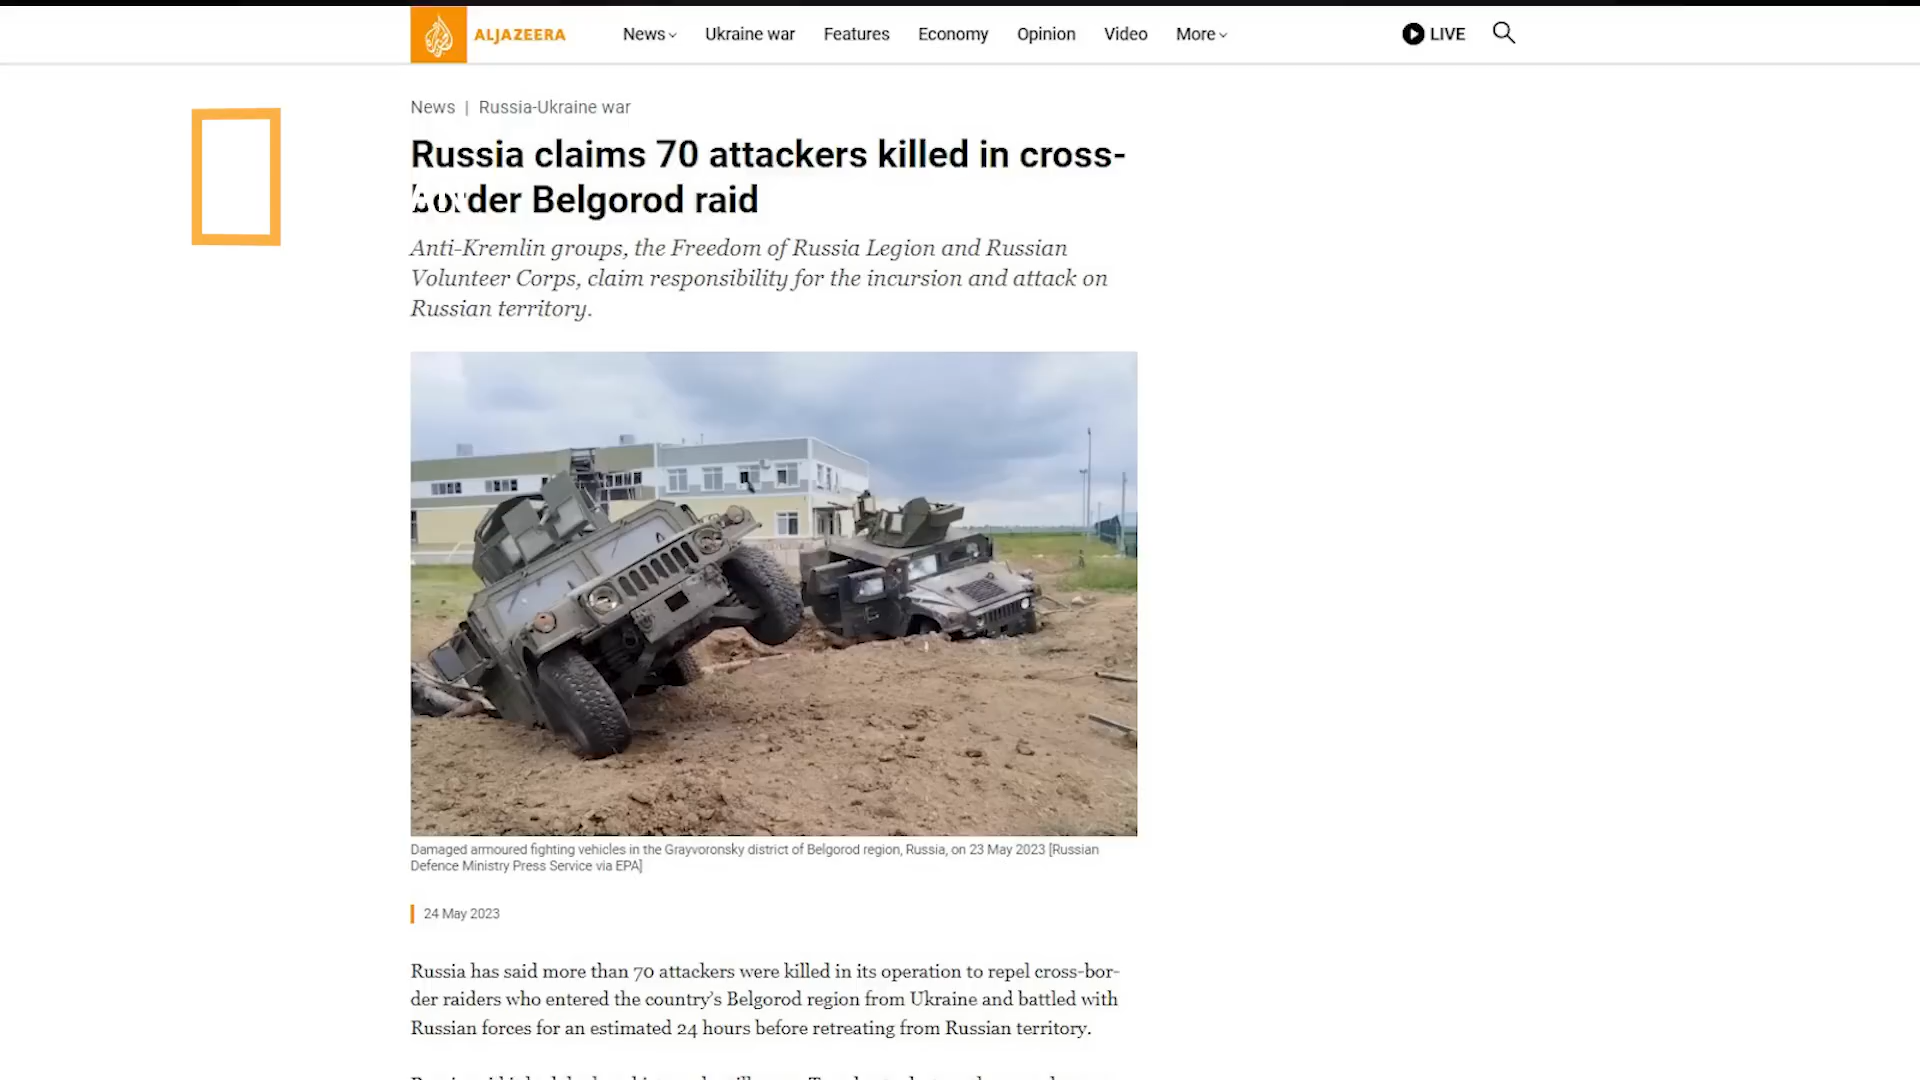 ALJAZEERA
News
Ukraine war
Features
Economy
Opinion
Video
More
LIVE
News | Russia-Ukraine war
Russia claims 70 attackers killed in cross-
border Belgorod raid
Anti-Kremlin groups, the Freedom of Russia Legion and Russian
Volunteer Corps, claim responsibility for the incursion and attack on
Russian territory.
Damaged armoured fighting vehicles in the Grayvoronsky district of Belgorod region, Russia, on 23 May 2023 [Russian
Defence Ministry Press Service via EPA]
24 May 2023
Russia has said more than 70 attackers were killed in its operation to repel cross-bor-
der raiders who entered the country's Belgorod region from Ukraine and battled with
Russian forces for an estimated 24 hours before retreating from Russian territory.